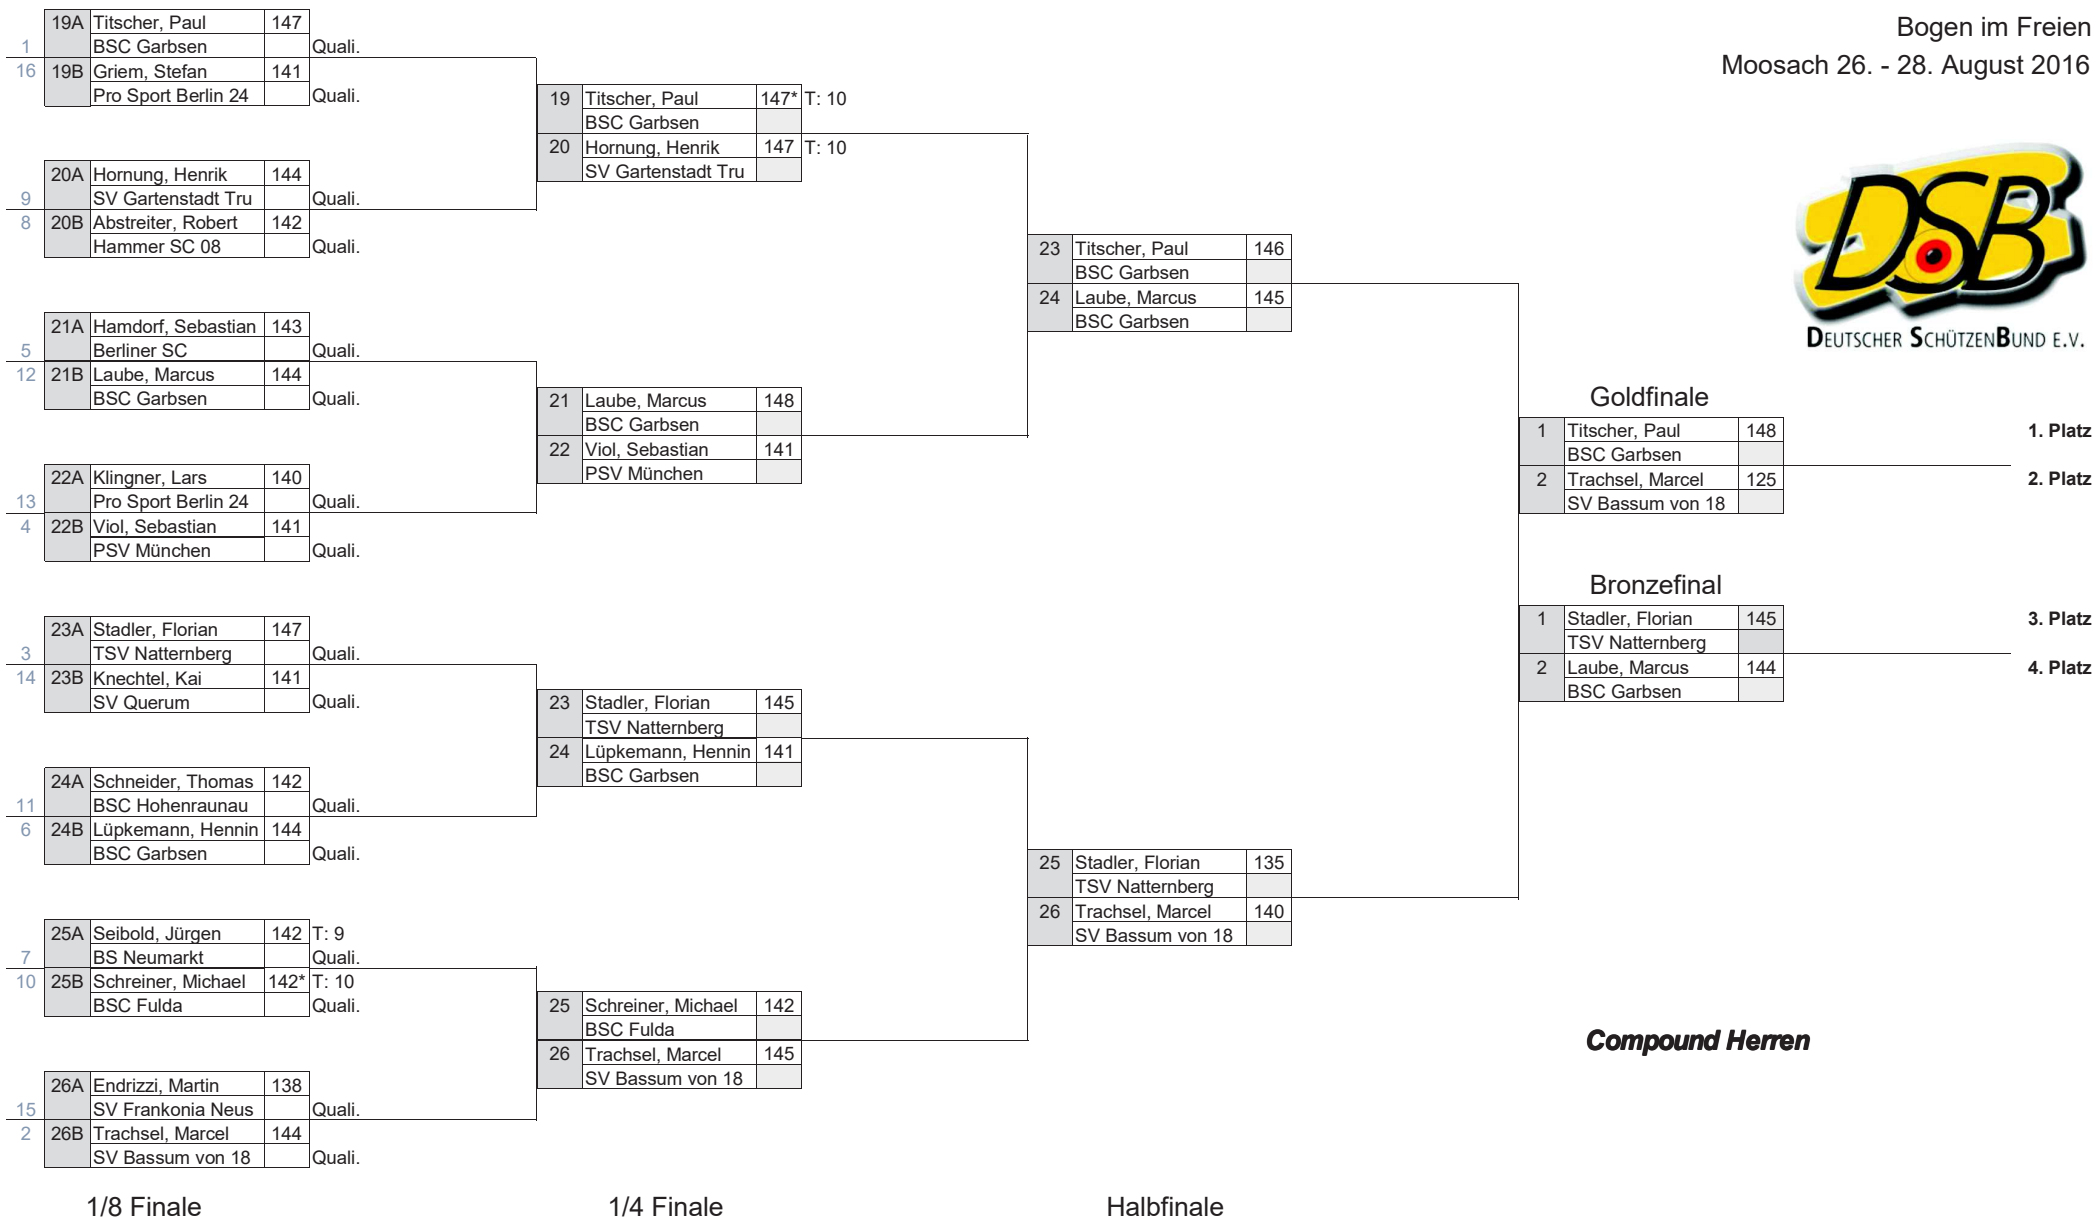 Bogen im Freien
Moosach 26. - 28. August 2016
DSB
DEUTSCHER SCHÜTZENBUND E.V.
19A Titscher, Paul 147
1 BSC Garbsen Quali.
16 19B Griem, Stefan 141
Pro Sport Berlin 24 Quali.
20A Hornung, Henrik 144
9 SV Gartenstadt Tru Quali.
8 20B Abstreiter, Robert 142
Hammer SC 08 Quali.
21A Hamdorf, Sebastian 143
5 Berliner SC Quali.
12 21B Laube, Marcus 144
BSC Garbsen Quali.
22A Klingner, Lars 140
13 Pro Sport Berlin 24 Quali.
4 22B Viol, Sebastian 141
PSV München Quali.
23A Stadler, Florian 147
3 TSV Natternberg Quali.
14 23B Knechtel, Kai 141
SV Querum Quali.
24A Schneider, Thomas 142
11 BSC Hohenraunau Quali.
6 24B Lüpkemann, Hennin 144
BSC Garbsen Quali.
25A Seibold, Jürgen 142 T: 9
7 BS Neumarkt Quali.
10 25B Schreiner, Michael 142* T: 10
BSC Fulda Quali.
26A Endrizzi, Martin 138
15 SV Frankonia Neus Quali.
2 26B Trachsel, Marcel 144
SV Bassum von 18 Quali.
1/8 Finale
19 Titscher, Paul 147* T: 10
BSC Garbsen
20 Hornung, Henrik 147 T: 10
SV Gartenstadt Tru
21 Laube, Marcus 148
BSC Garbsen
22 Viol, Sebastian 141
PSV München
23 Stadler, Florian 145
TSV Natternberg
24 Lüpkemann, Hennin 141
BSC Garbsen
25 Schreiner, Michael 142
BSC Fulda
26 Trachsel, Marcel 145
SV Bassum von 18
1/4 Finale
23 Titscher, Paul 146
BSC Garbsen
24 Laube, Marcus 145
BSC Garbsen
25 Stadler, Florian 135
TSV Natternberg
26 Trachsel, Marcel 140
SV Bassum von 18
Halbfinale
Goldfinale
1 Titscher, Paul 148 1. Platz
BSC Garbsen
2 Trachsel, Marcel 125 2. Platz
SV Bassum von 18
Bronzefinal
1 Stadler, Florian 145 3. Platz
TSV Natternberg
2 Laube, Marcus 144 4. Platz
BSC Garbsen
Compound Herren